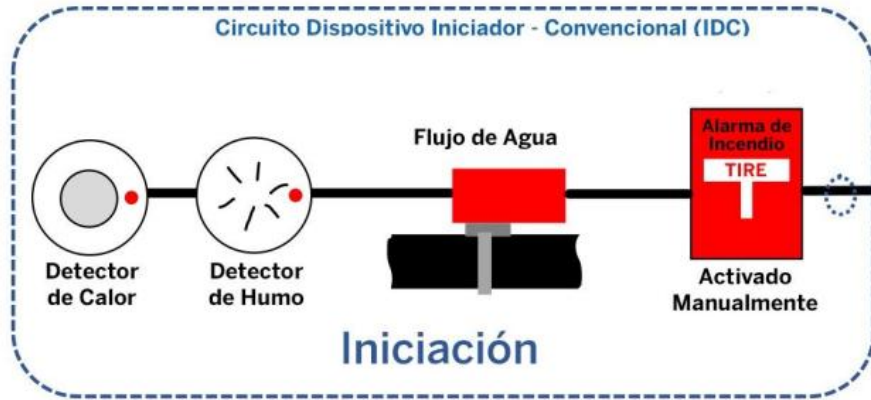 Circuito Dispositivo Iniciador - Convencional (IDC)
Flujo de Agua
Alarma de
Incendio
TIRE
Detector
de Calor
Detector
de Humo
Activado
Manualmente
Iniciación